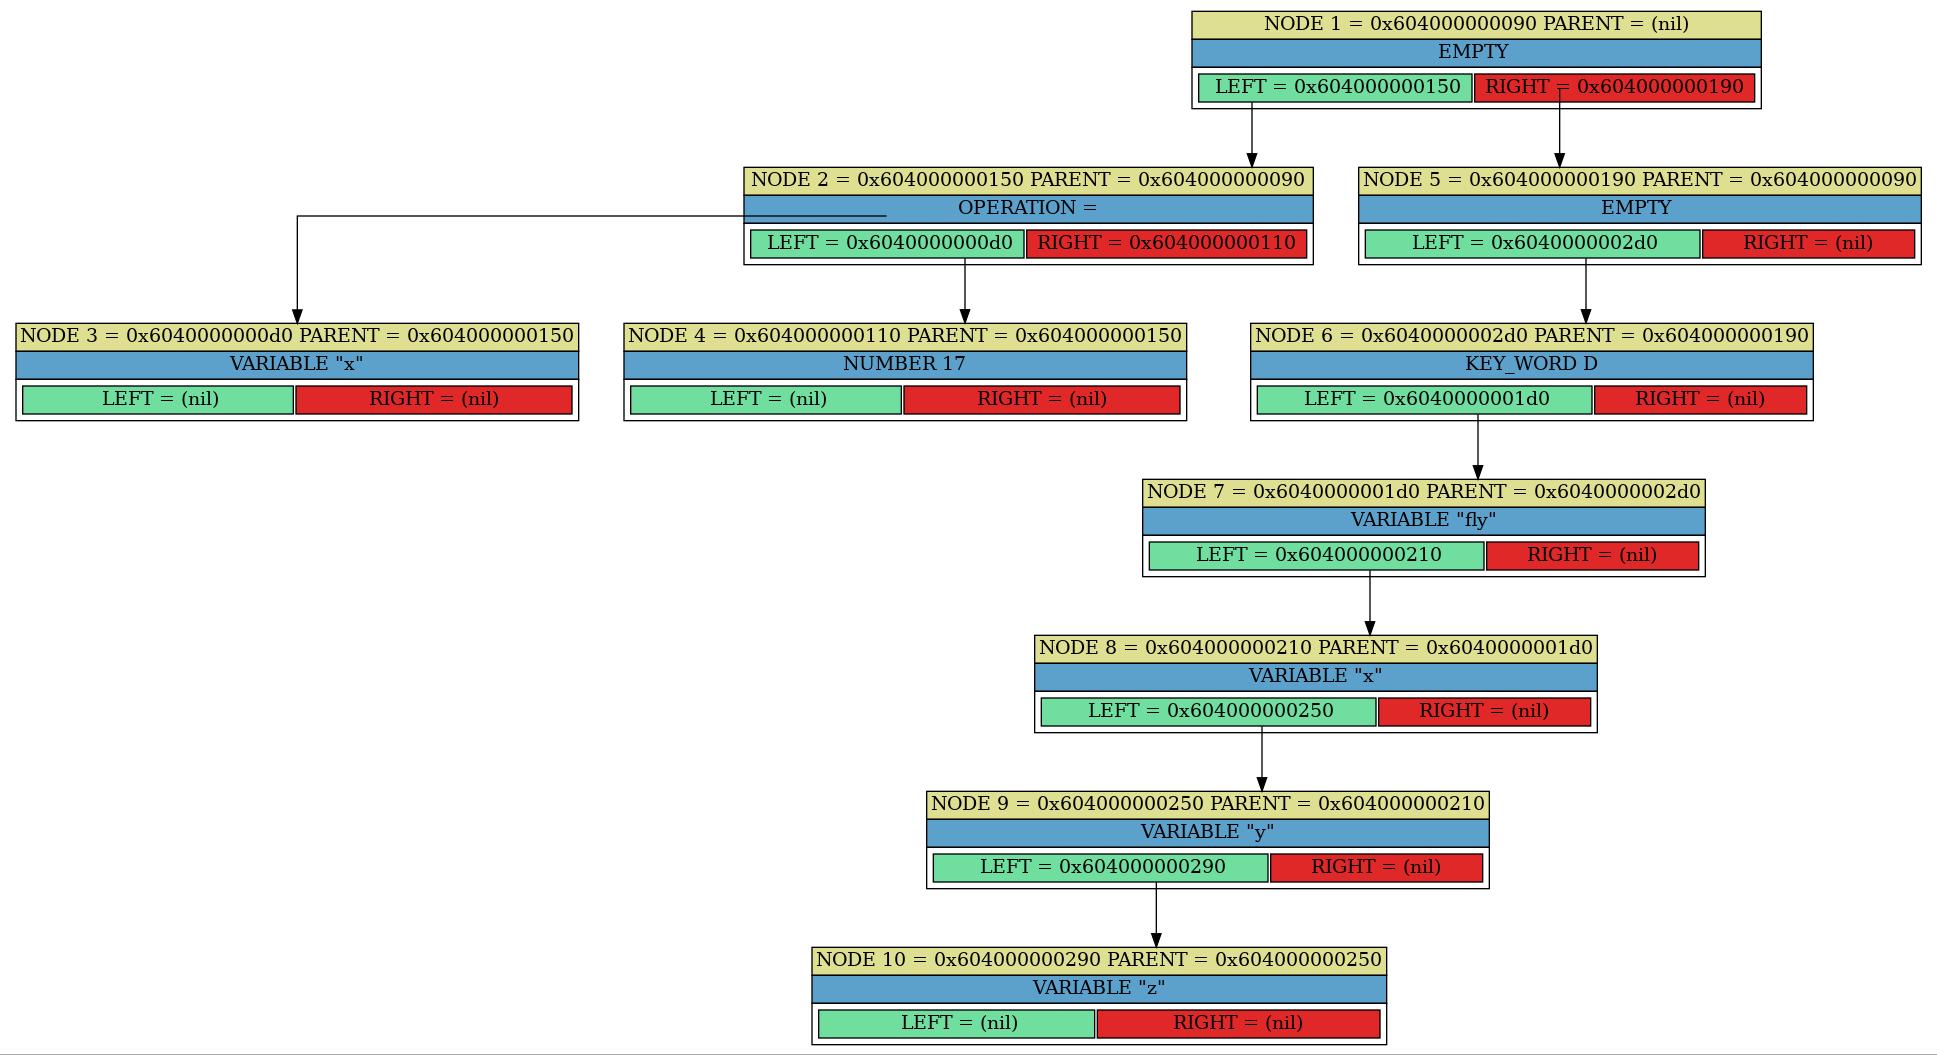 NODE 1 = 0x604000000090 PARENT = (nil)
EMPTY
LEFT = 0x604000000150 RIGHT = 0x604000000190
NODE 2 = 0x604000000150 PARENT = 0x604000000090
OPERATION =
LEFT = 0x6040000000d0 RIGHT = 0x604000000110
NODE 5 = 0x604000000190 PARENT = 0x604000000090
EMPTY
LEFT = 0x6040000002d0 RIGHT = (nil)
NODE 3 = 0x6040000000d0 PARENT = 0x604000000150
VARIABLE "x"
LEFT = (nil) RIGHT = (nil)
NODE 4 = 0x604000000110 PARENT = 0x604000000150
NUMBER 17
LEFT = (nil) RIGHT = (nil)
NODE 6 = 0x6040000002d0 PARENT = 0x604000000190
KEY_WORD D
LEFT = 0x6040000001d0 RIGHT = (nil)
NODE 7 = 0x6040000001d0 PARENT = 0x6040000002d0
VARIABLE "fly"
LEFT = 0x604000000210 RIGHT = (nil)
NODE 8 = 0x604000000210 PARENT = 0x6040000001d0
VARIABLE "x"
LEFT = 0x604000000250 RIGHT = (nil)
NODE 9 = 0x604000000250 PARENT = 0x604000000210
VARIABLE "y"
LEFT = 0x604000000290 RIGHT = (nil)
NODE 10 = 0x604000000290 PARENT = 0x604000000250
VARIABLE "z"
LEFT = (nil) RIGHT = (nil)